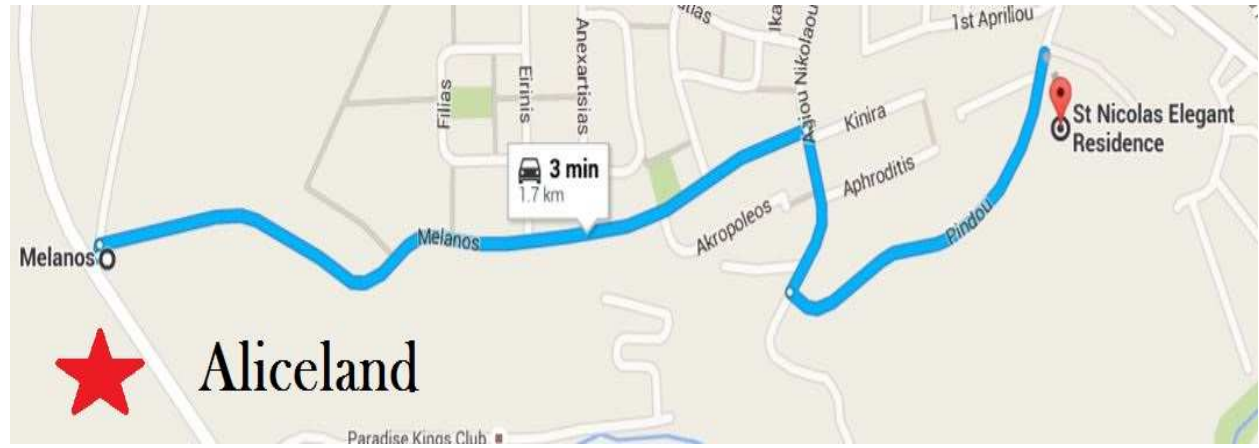 1st Apriliou
Anexartisias
Agiou Nikolaou
Eirinis
Filias
Kinira
St Nicolas Elegant
Residence
3 min
1.7 km
Aphroditis
Akropoleos
Pindou
Melanos
Melanos
Aliceland
Paradise Kings Club